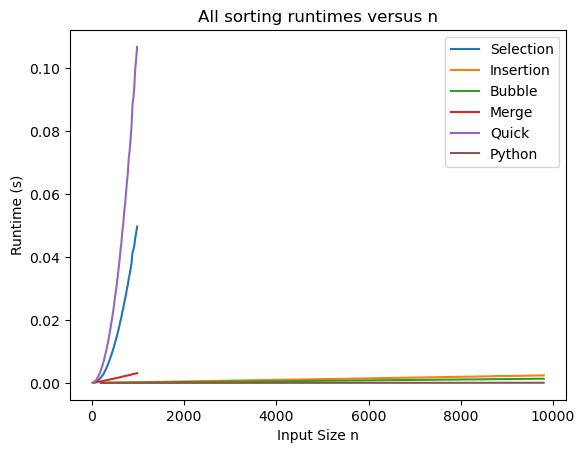 All sorting runtimes versus n
Selection
Insertion
Bubble
Merge
Quick
Python
Runtime (s)
0.10
0.08
0.06
0.04
0.02
0.00
0
2000
4000
6000
8000
10000
Input Size n